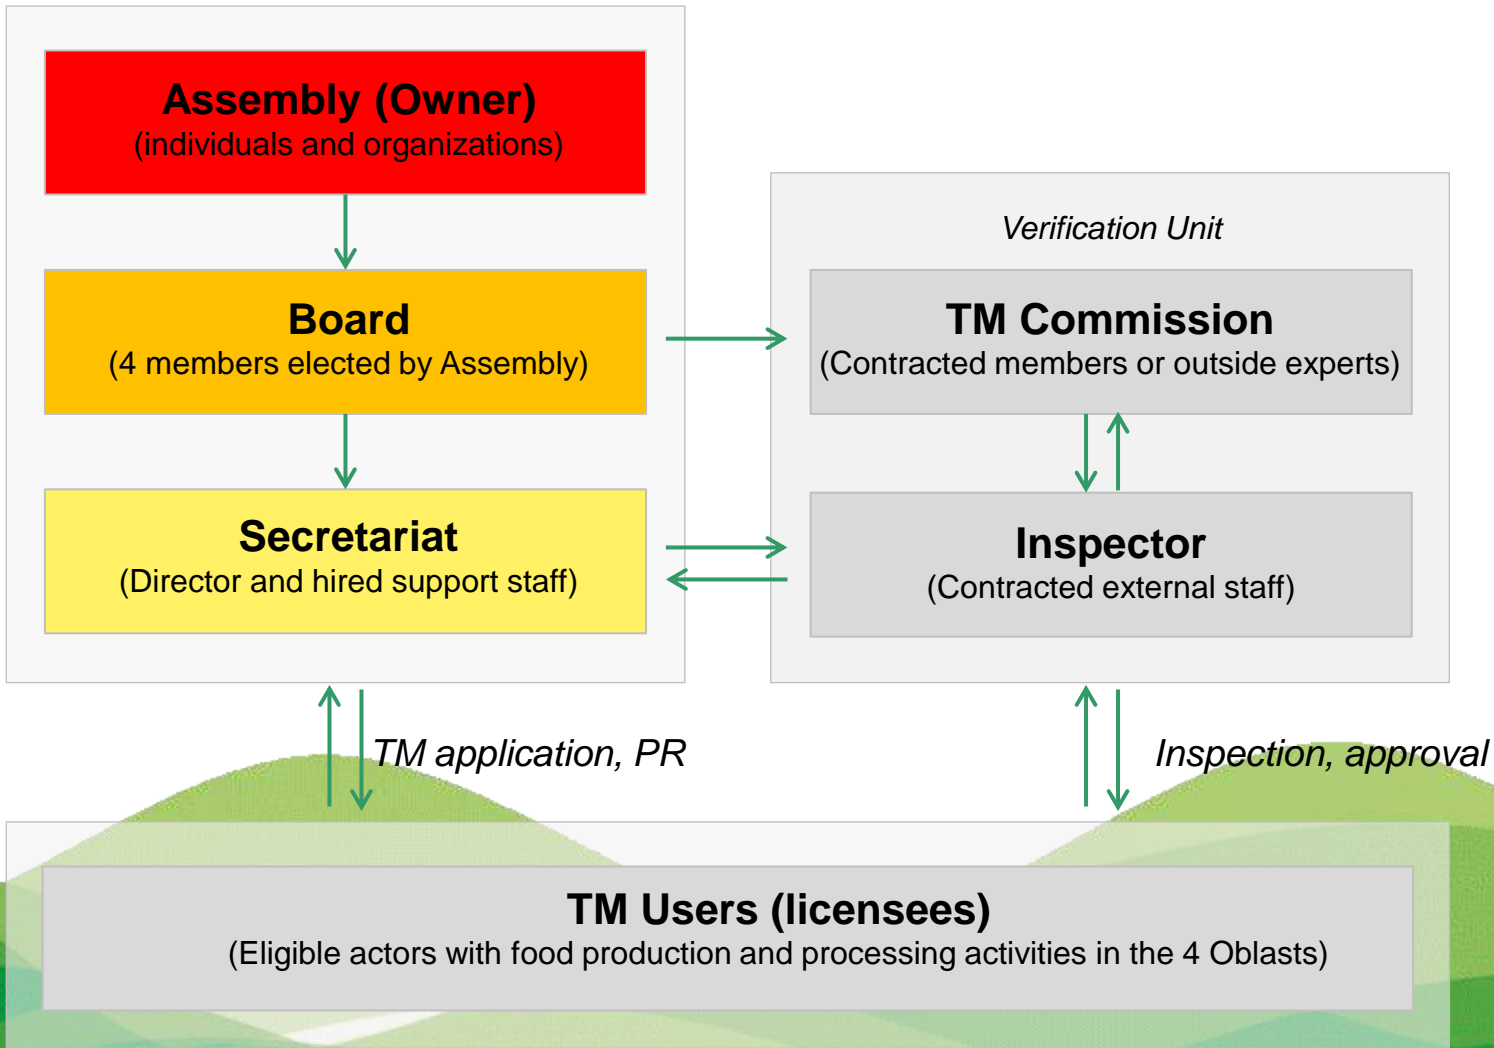 Assembly (Owner)
(individuals and organizations)
Verification Unit
Board
(4 members elected by Assembly)
TM Commission
(Contracted members or outside experts)
Secretariat
(Director and hired support staff)
Inspector
(Contracted external staff)
TM application, PR
Inspection, approval
TM Users (licensees)
(Eligible actors with food production and processing activities in the 4 Oblasts)